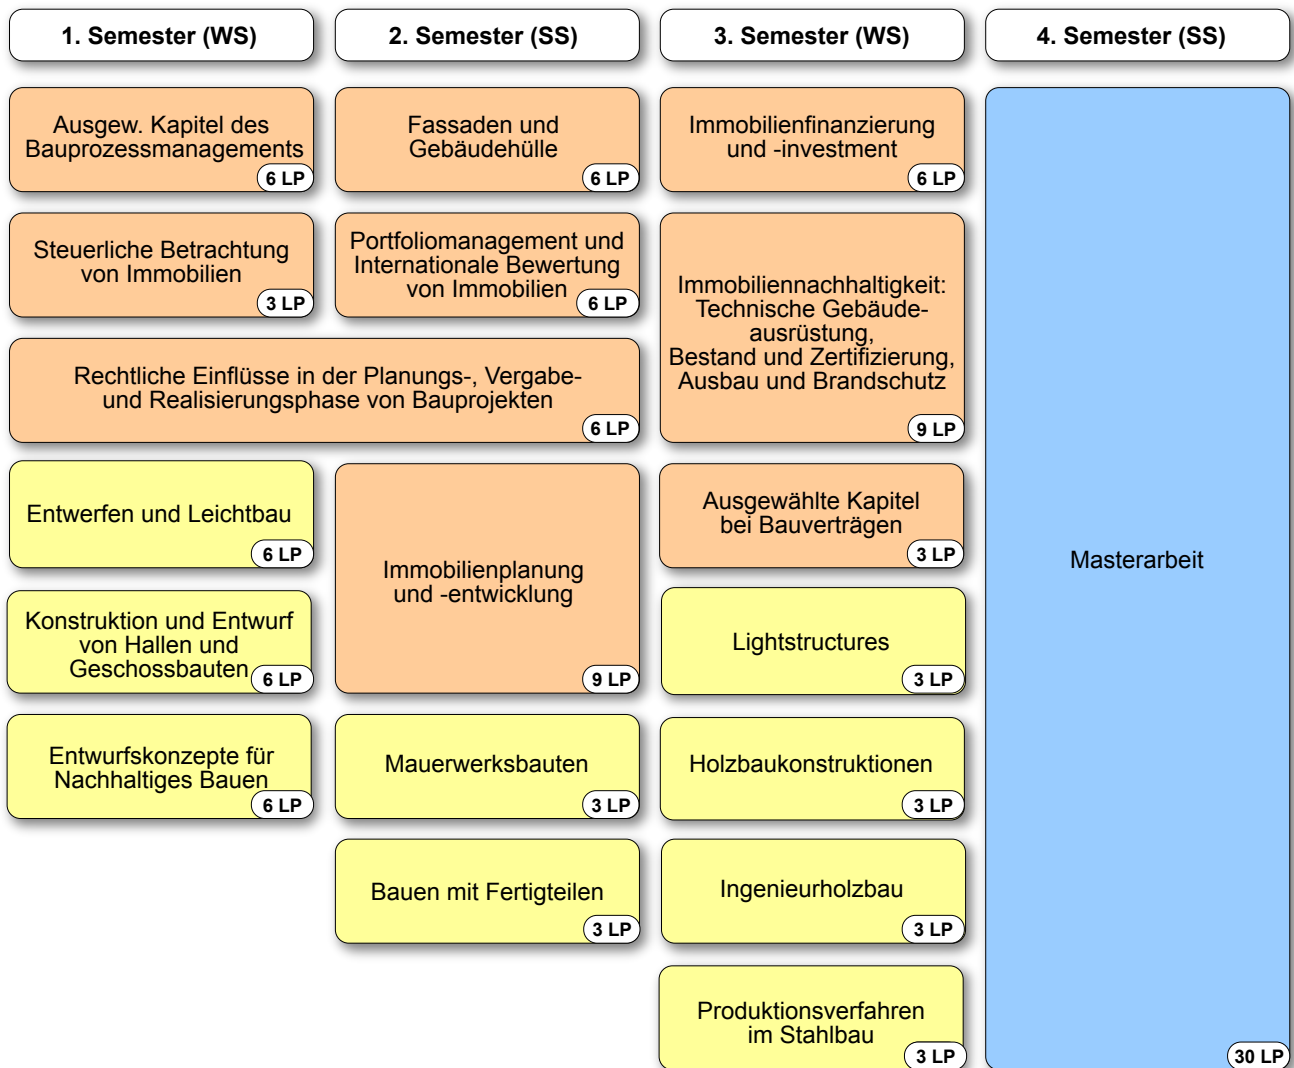 1. Semester (WS)
2. Semester (SS)
3. Semester (WS)
4. Semester (SS)
Ausgew. Kapitel des
Bauprozessmanagements
6 LP
Fassaden und
Gebäudehülle
6 LP
Immobilienfinanzierung
und -investment
6 LP
Steuerliche Betrachtung
von Immobilien
3 LP
Portfoliomanagement und
Internationale Bewertung
von Immobilien
6 LP
Immobiliennachhaltigkeit:
Technische Gebäude-
ausrüstung,
Bestand und Zertifizierung,
Ausbau und Brandschutz
9 LP
Rechtliche Einflüsse in der Planungs-, Vergabe-
und Realisierungsphase von Bauprojekten
6 LP
Entwerfen und Leichtbau
6 LP
Immobilienplanung
und -entwicklung
9 LP
Ausgewählte Kapitel
bei Bauverträgen
3 LP
Masterarbeit
30 LP
Konstruktion und Entwurf
von Hallen und
Geschossbauten
6 LP
Lightstructures
3 LP
Entwurfskonzepte für
Nachhaltiges Bauen
6 LP
Mauerwerksbauten
3 LP
Holzbaukonstruktionen
3 LP
Bauen mit Fertigteilen
3 LP
Ingenieurholzbau
3 LP
Produktionsverfahren
im Stahlbau
3 LP